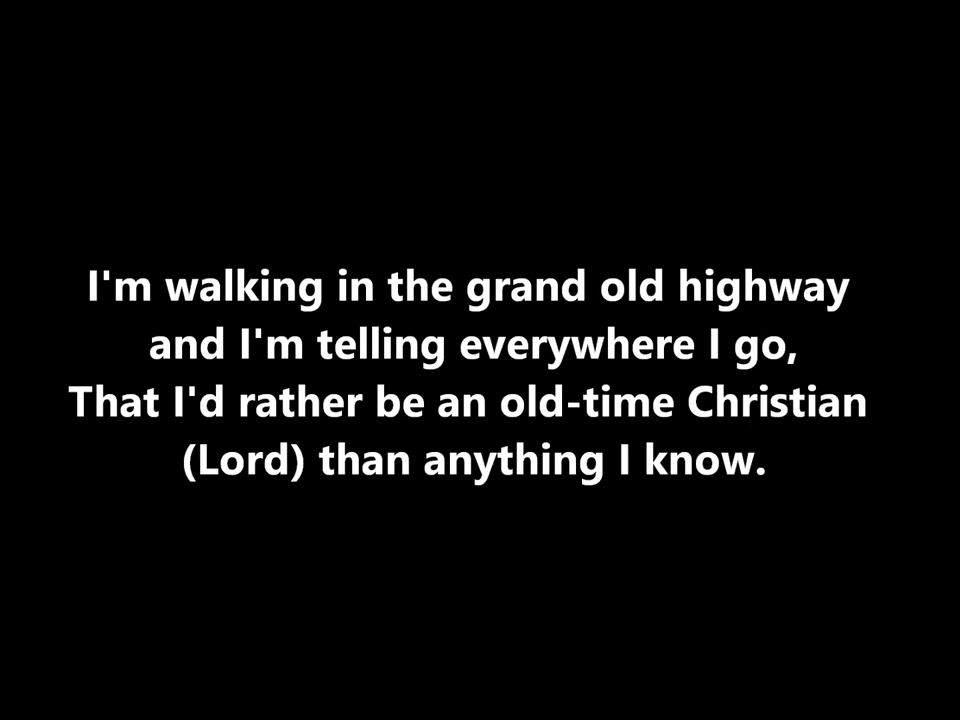 I'm walking in the grand old highway
and I'm telling everywhere I go,
That I'd rather be an old-time Christian
(Lord) than anything I know.